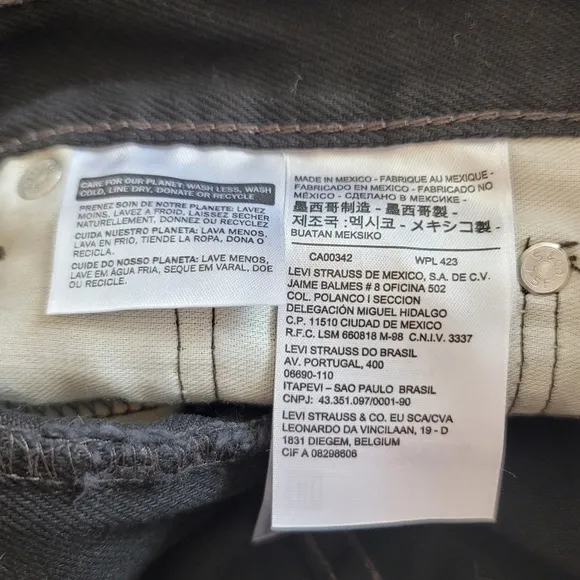 CARE FOR OUR PLANET: WASH LESS, WASH
COLD, LINE DRY, DONATE OR RECYCLE
PRENEZ SOIN DE NOTRE PLANETE: LAVEZ
MOINS, LAVEZ A FROID, LAISSEZ SECHER
NATURELLEMENT, DONNEZ OU RECYCLEZ
CUIDA NUESTRO PLANETA: LAVA MENOS,
LAVA EN FRIO, TIENDE LA ROPA, DONA O
RECICLA.
CUIDE DO NOSSO PLANETA: LAVE MENOS,
LAVE EM ÁGUA FRIA, SEQUE EM VARAL, DOE
OU RECICLE.
MADE IN MEXICO - FABRIQUE AU MEXIQUE -
FABRICADO EN MEXICO - FABRICADO NO
MEXICO - СДЕЛАНО В МЕКСИКЕ -
墨西哥制造 - 墨西哥製 -
제조국 : 멕시코 - メキシコ製 -
BUATAN MEKSIKO
CA00342 WPL 423
LEVI STRAUSS DE MEXICO, S.A. DE C.V.
JAIME BALMES # 8 OFICINA 502
COL. POLANCO I SECCION
DELEGACIÓN MIGUEL HIDALGO
C.P. 11510 CIUDAD DE MEXICO
R.F.C. LSM 660818 M-98 C.N.I.V. 3337
LEVI STRAUSS DO BRASIL
AV. PORTUGAL, 400
06690-110
ITAPEVI - SAO PAULO BRASIL
CNPJ: 43.351.097/0001-90
LEVI STRAUSS & CO. EU SCA/CVA
LEONARDO DA VINCILAAN, 19 - D
1831 DIEGEM, BELGIUM
CIF A 08298606